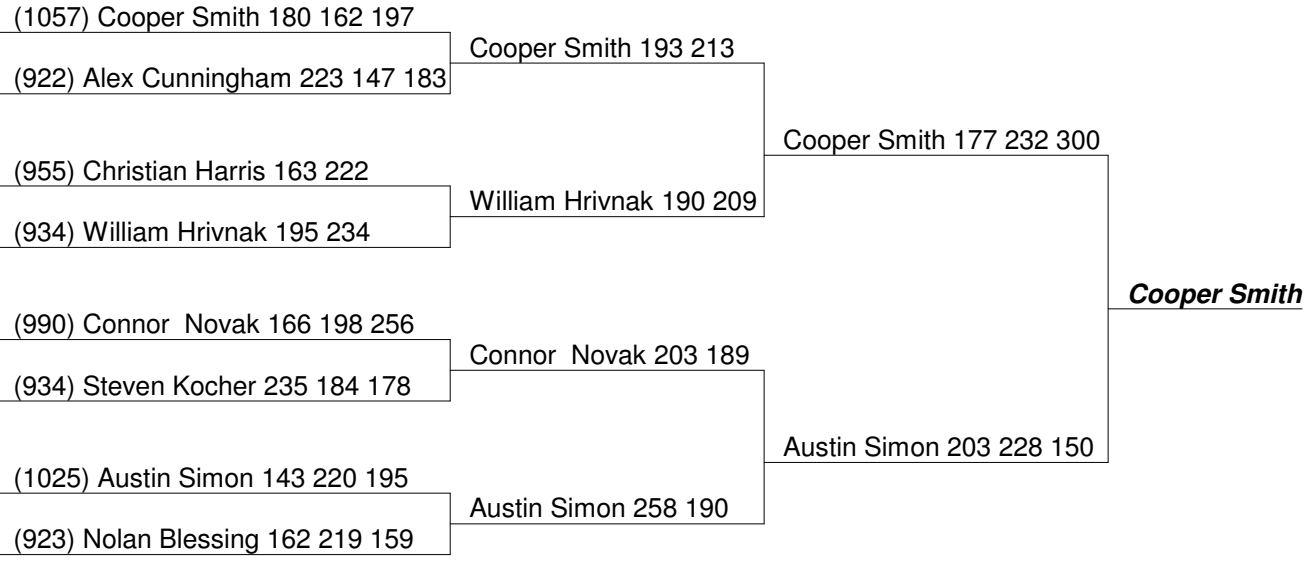 (1057) Cooper Smith 180 162 197
(922) Alex Cunningham 223 147 183
(955) Christian Harris 163 222
(934) William Hrivnak 195 234
(990) Connor  Novak 166 198 256
(934) Steven Kocher 235 184 178
(1025) Austin Simon 143 220 195
(923) Nolan Blessing 162 219 159
Cooper Smith 193 213
William Hrivnak 190 209
Connor  Novak 203 189
Austin Simon 258 190
Cooper Smith 177 232 300
Austin Simon 203 228 150
Cooper Smith